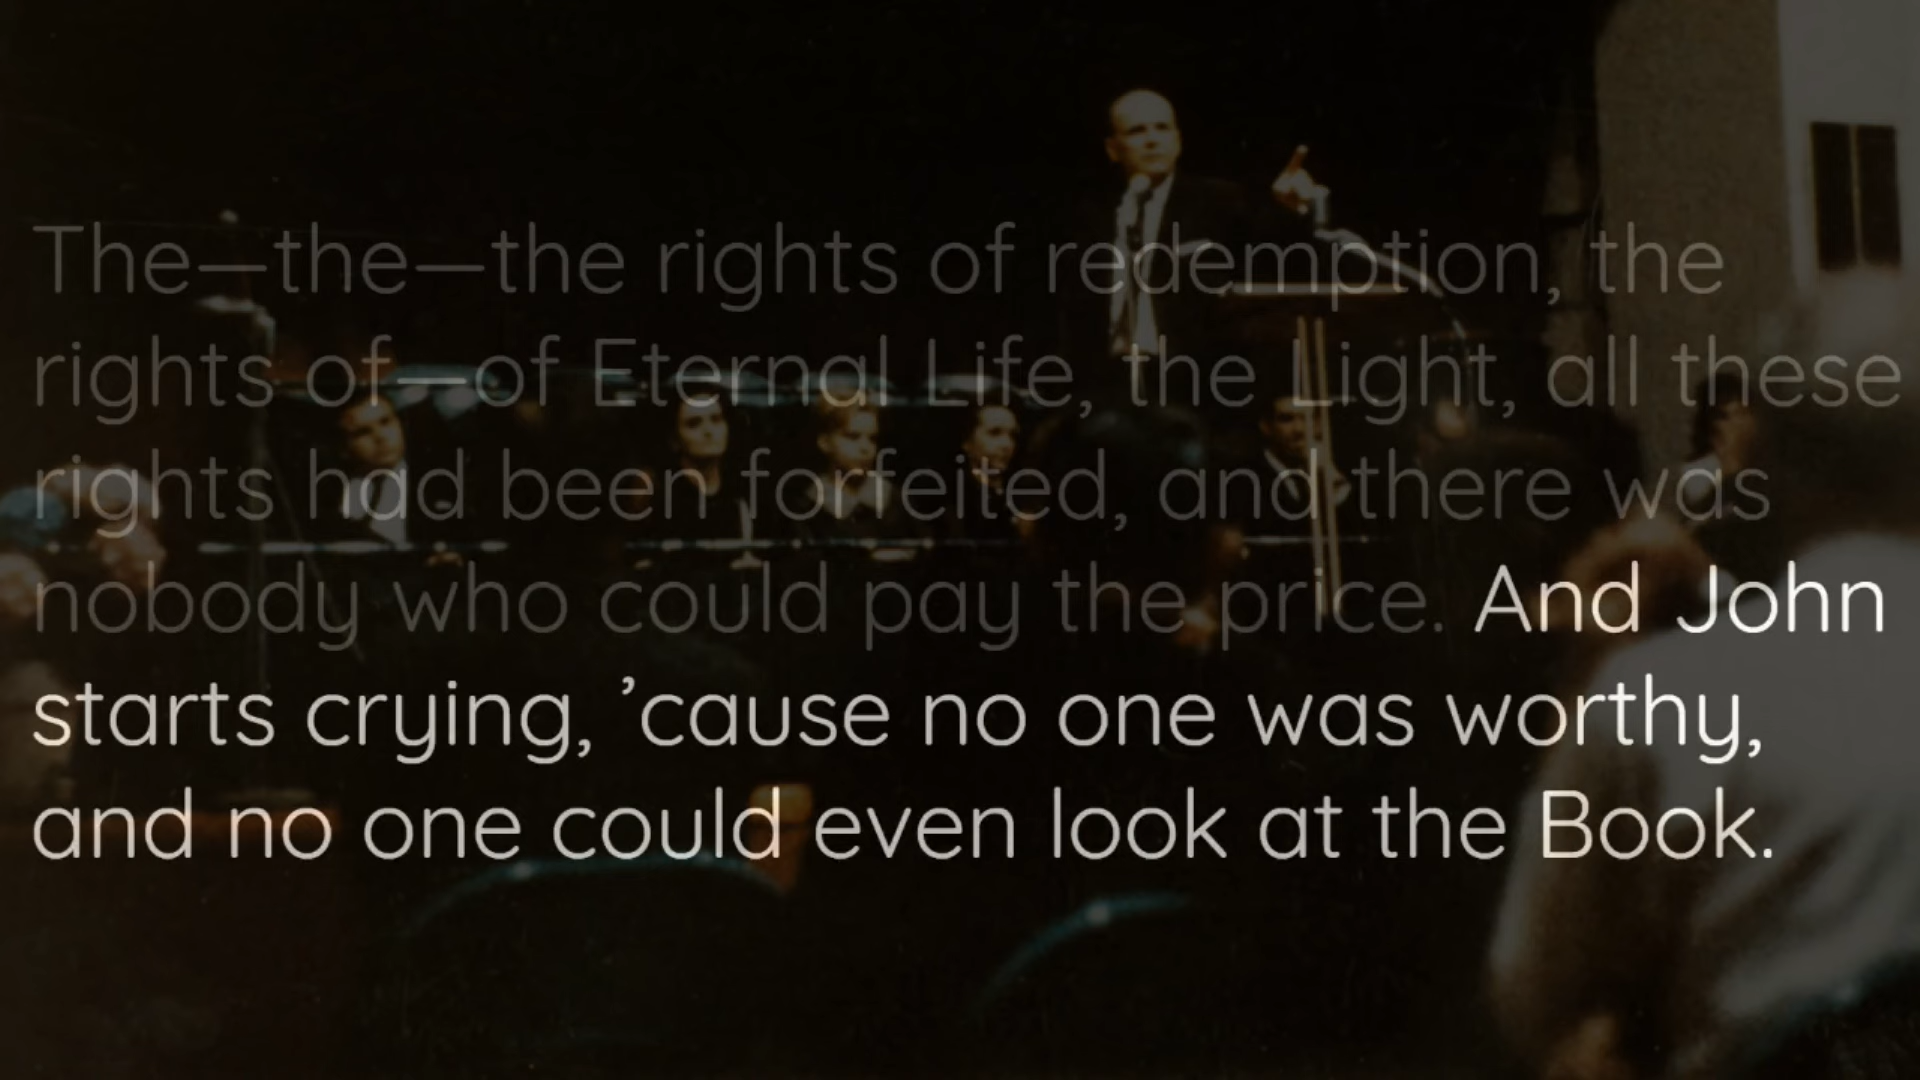 The—the—the rights of redemption, the
rights of—of Eternal Life, the Light, all these
rights had been forfeited, and there was
nobody who could pay the price. And John
starts crying, ’cause no one was worthy,
and no one could even look at the Book.